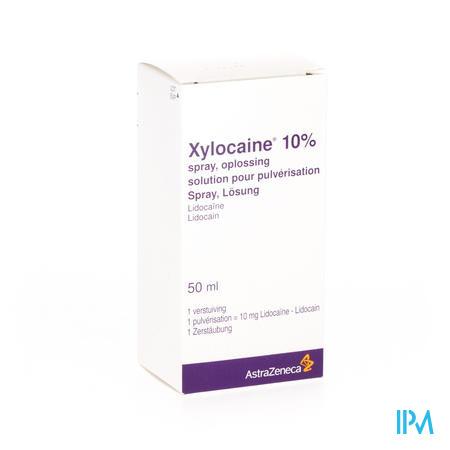 Xylocaine® 10%
spray, oplossing
solution pour pulvérisation
Spray, Lösung
Lidocaïne
Lidocain
50 ml
1 verstuiving
1 pulvérisation = 10 mg Lidocaïne - Lidocain
1 Zerstäubung
AstraZeneca
IPM